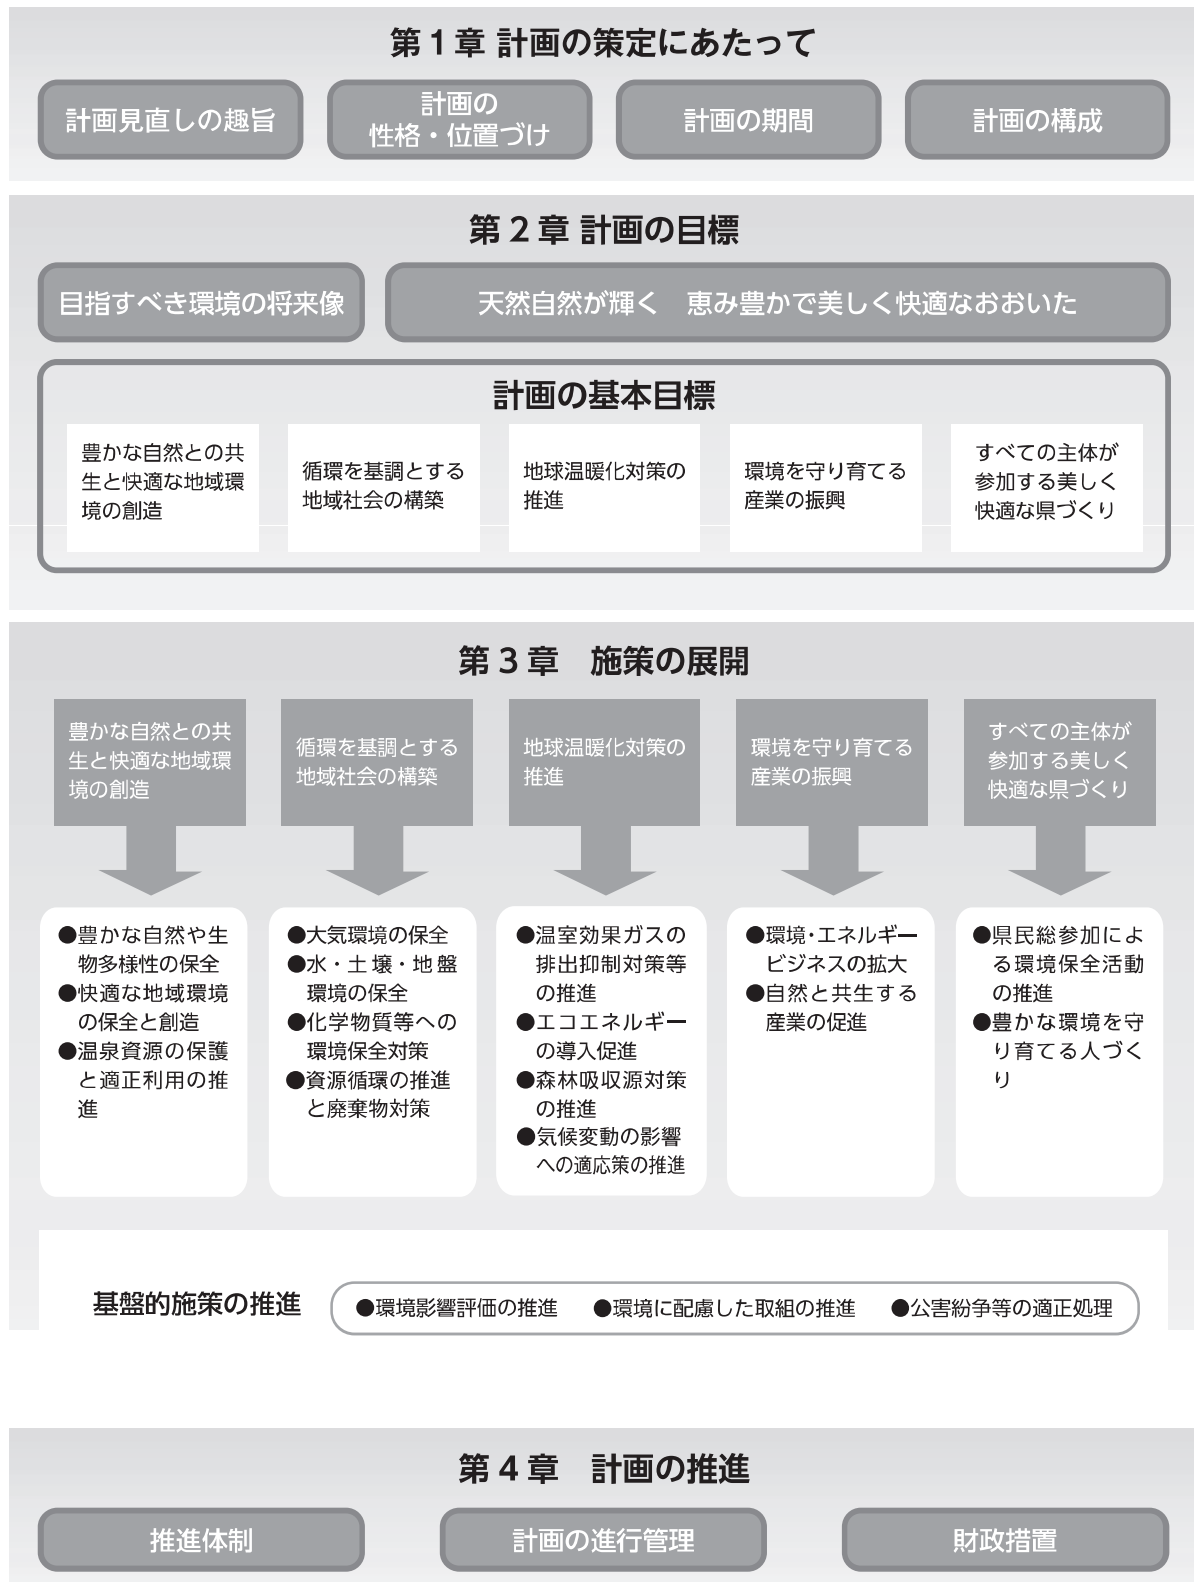 第1章 計画の策定にあたって
計画見直しの趣旨
計画の
性格・位置づけ
計画の期間
計画の構成
第2章 計画の目標
目指すべき環境の将来像
天然自然が輝く　恵み豊かで美しく快適なおおいた
計画の基本目標
豊かな自然との共
生と快適な地域環
境の創造
循環を基調とする
地域社会の構築
地球温暖化対策の
推進
環境を守り育てる
産業の振興
すべての主体が
参加する美しく
快適な県づくり
第3章　施策の展開
豊かな自然との共
生と快適な地域環
境の創造
循環を基調とする
地域社会の構築
地球温暖化対策の
推進
環境を守り育てる
産業の振興
すべての主体が
参加する美しく
快適な県づくり
●豊かな自然や生
物多様性の保全
●快適な地域環境
の保全と創造
●温泉資源の保護
と適正利用の推
進
●大気環境の保全
●水・土壌・地盤
環境の保全
●化学物質等への
環境保全対策
●資源循環の推進
と廃棄物対策
●温室効果ガスの
排出抑制対策等
の推進
●エコエネルギー
の導入促進
●森林吸収源対策
の推進
●気候変動の影響
への適応策の推進
●環境・エネルギー
ビジネスの拡大
●自然と共生する
産業の促進
●県民総参加によ
る環境保全活動
の推進
●豊かな環境を守
り育てる人づく
り
基盤的施策の推進
●環境影響評価の推進
●環境に配慮した取組の推進
●公害紛争等の適正処理
第4章　計画の推進
推進体制
計画の進行管理
財政措置